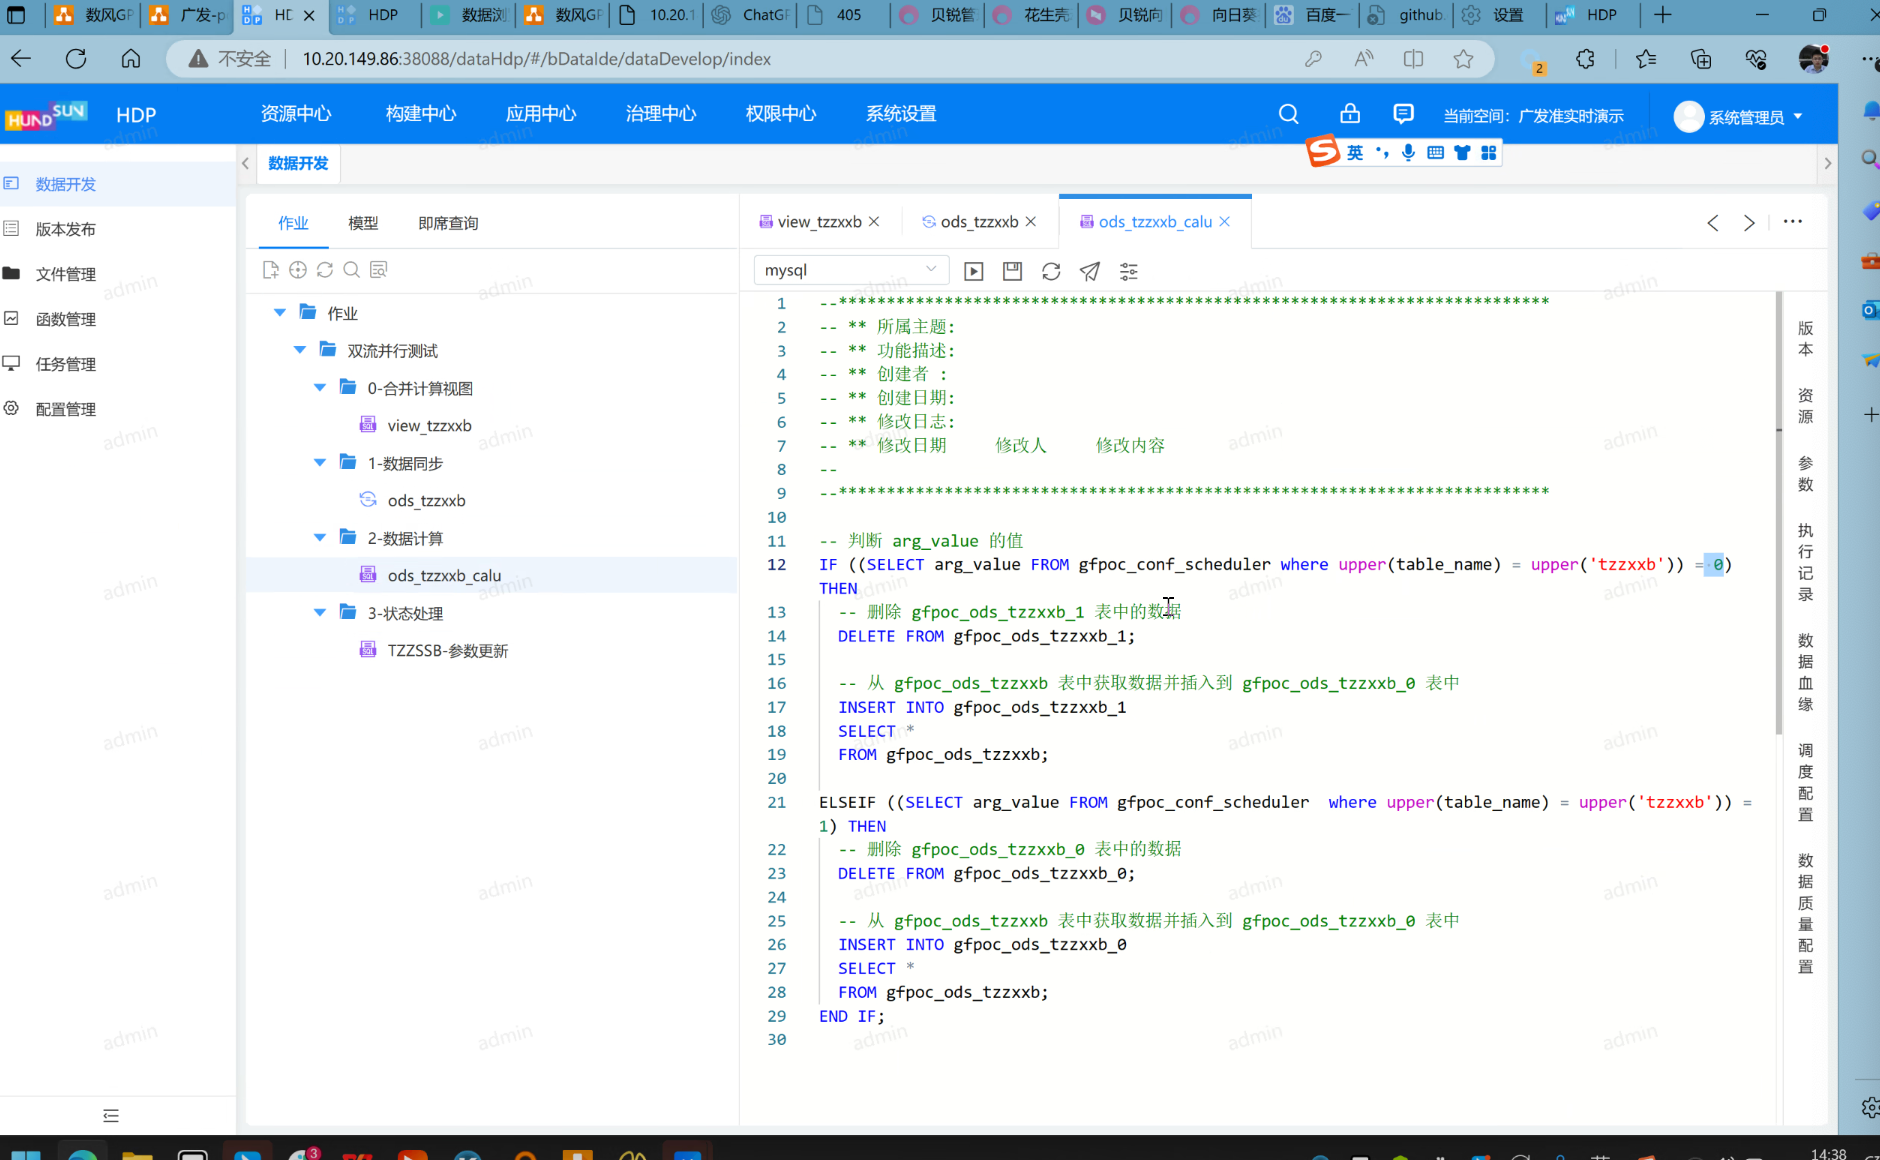 数风GP
广发-p
HD
HDP
数据浏
数风GP
10.20.1
ChatGP
405
贝锐管
花生壳
贝锐向
向日葵
百度一
github.
设置
HDP
不安全
10.20.149.86:38088/dataHdp/#/bDataIde/dataDevelop/index
2
HUNDSUN
HDP
资源中心
构建中心
应用中心
治理中心
权限中心
系统设置
当前空间：广发准实时演示
系统管理员
英
数据开发
数据开发
版本发布
文件管理
函数管理
任务管理
配置管理
作业
模型
即席查询
作业
双流并行测试
0-合并计算视图
view_tzzxxb
1-数据同步
ods_tzzxxb
2-数据计算
ods_tzzxxb_calu
3-状态处理
TZZSSB-参数更新
view_tzzxxb
ods_tzzxxb
ods_tzzxxb_calu
mysql
1 --**************************************************************************
2 -- ** 所属主题:
3 -- ** 功能描述:
4 -- ** 创建者 :
5 -- ** 创建日期:
6 -- ** 修改日志:
7 -- ** 修改日期 修改人 修改内容
8 --
9 --**************************************************************************
10
11 -- 判断 arg_value 的值
12 IF ((SELECT arg_value FROM gfpoc_conf_scheduler where upper(table_name) = upper('tzzxxb')) = 0)
THEN
13 -- 删除 gfpoc_ods_tzzxxb_1 表中的数据
14 DELETE FROM gfpoc_ods_tzzxxb_1;
15
16 -- 从 gfpoc_ods_tzzxxb 表中获取数据并插入到 gfpoc_ods_tzzxxb_0 表中
17 INSERT INTO gfpoc_ods_tzzxxb_1
18 SELECT *
19 FROM gfpoc_ods_tzzxxb;
20
21 ELSEIF ((SELECT arg_value FROM gfpoc_conf_scheduler where upper(table_name) = upper('tzzxxb')) =
1) THEN
22 -- 删除 gfpoc_ods_tzzxxb_0 表中的数据
23 DELETE FROM gfpoc_ods_tzzxxb_0;
24
25 -- 从 gfpoc_ods_tzzxxb 表中获取数据并插入到 gfpoc_ods_tzzxxb_0 表中
26 INSERT INTO gfpoc_ods_tzzxxb_0
27 SELECT *
28 FROM gfpoc_ods_tzzxxb;
29 END IF;
30
版本
资源
参数
执行记录
数据血缘
调度配置
数据质量配置
admin
3
14:38